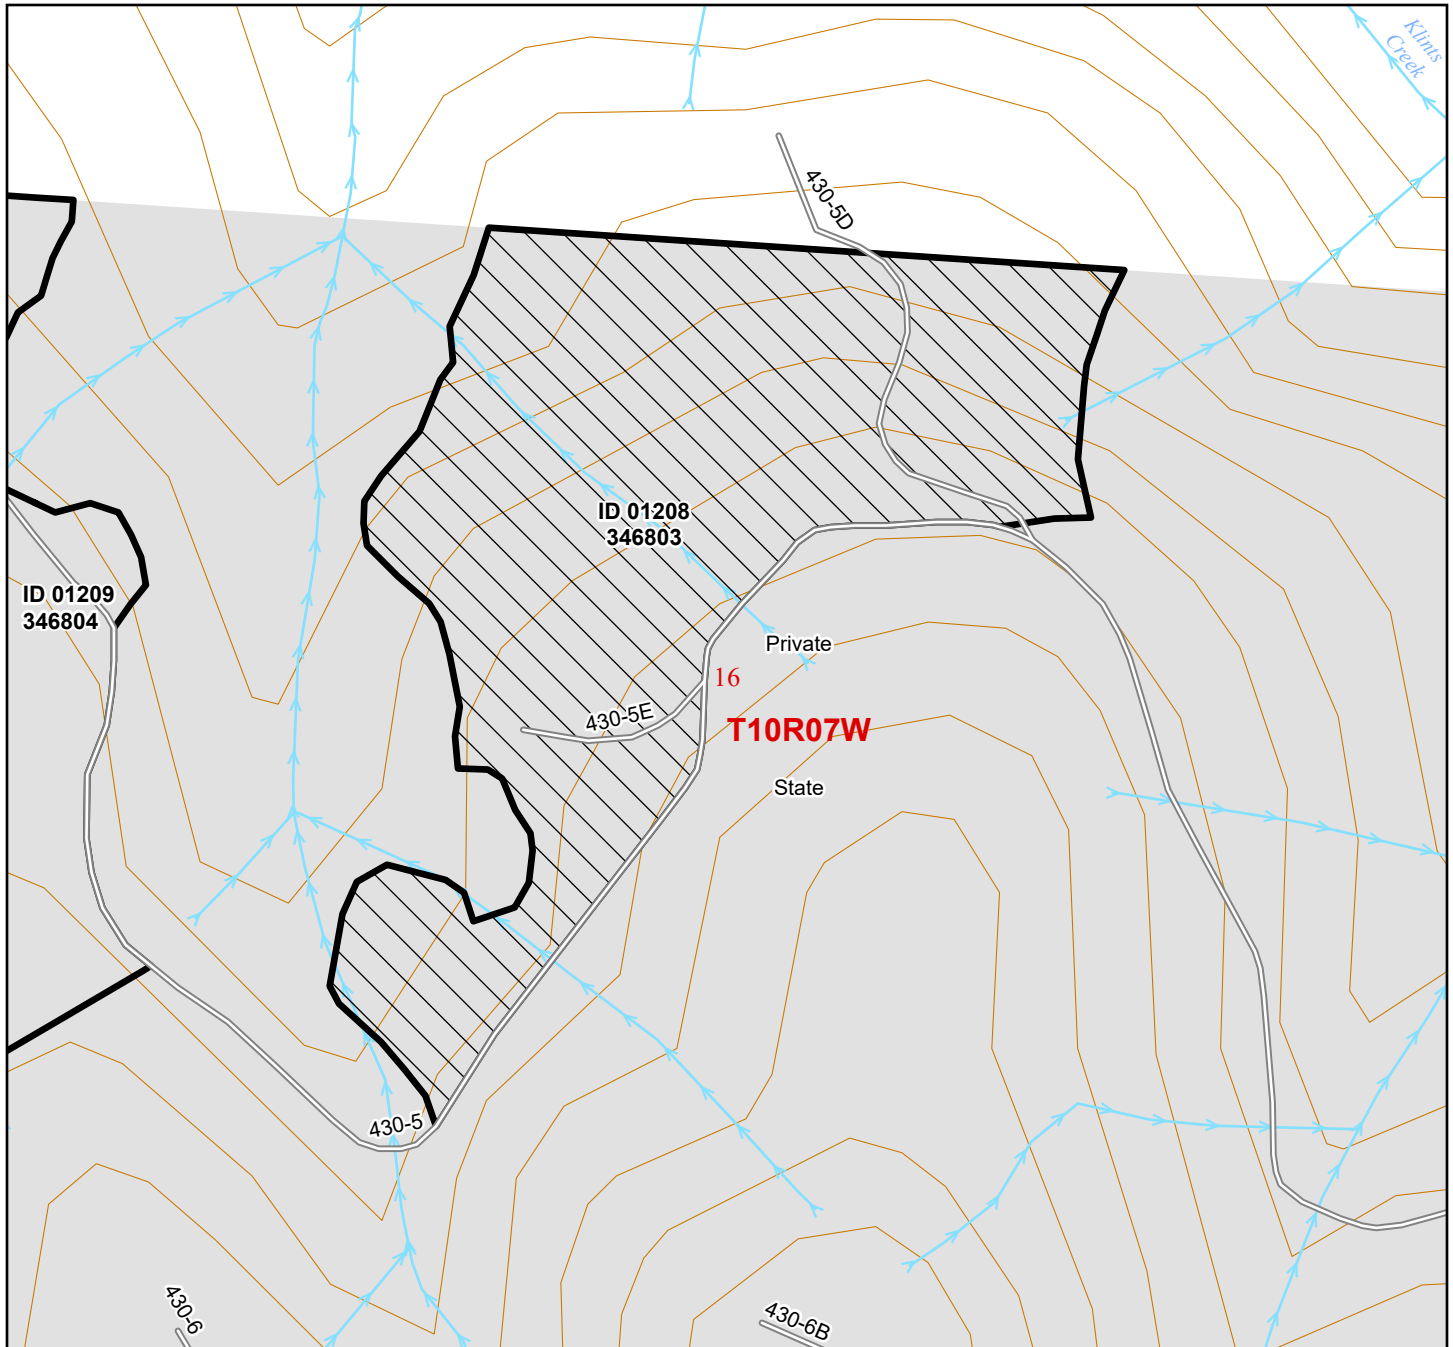 Klints
Creek
430-5D
ID 01208
346803
ID 01209
346804
Private
16
430-5E
T10R07W
State
430-5
430-6
430-6B